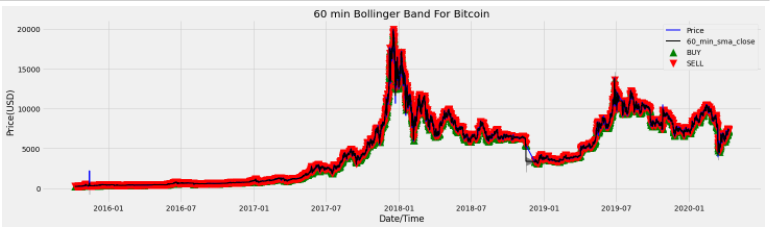 60 min Bollinger Band For Bitcoin
Price
60_min_sma_close
BUY
SELL
Price(USD)
20000
15000
10000
5000
0
2016-01
2016-07
2017-01
2017-07
2018-01
2018-07
2019-01
2019-07
2020-01
Date/Time